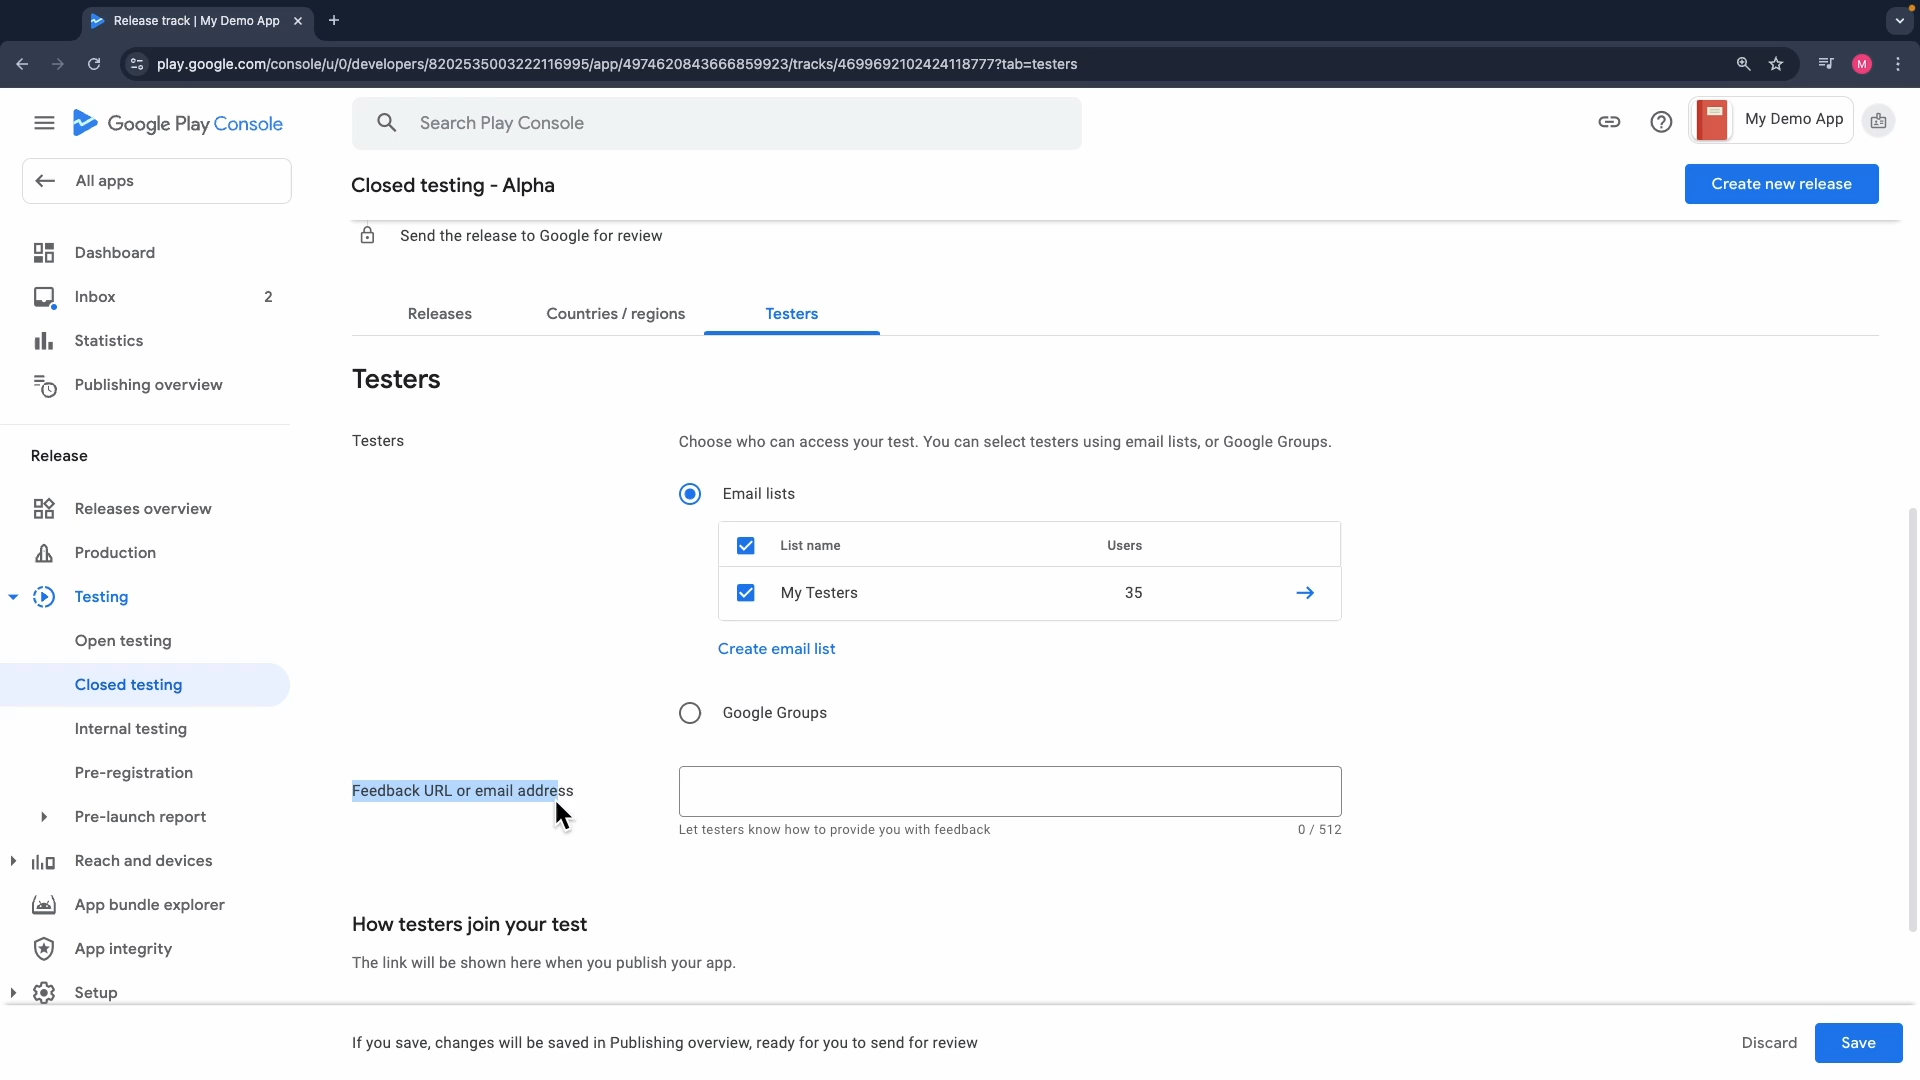 Release track | My Demo App
play.google.com/console/u/0/developers/8202535003222116995/app/4974620843666859923/tracks/4699692102424118777?tab=testers
M
Google Play Console
Search Play Console
My Demo App
All apps
Closed testing - Alpha
Create new release
Dashboard
Inbox 2
Statistics
Publishing overview
Release
Releases overview
Production
Testing
Open testing
Closed testing
Internal testing
Pre-registration
Pre-launch report
Reach and devices
App bundle explorer
App integrity
Setup
Send the release to Google for review
Releases Countries / regions Testers
Testers
Testers
Choose who can access your test. You can select testers using email lists, or Google Groups.
Email lists
List name Users
My Testers 35
Create email list
Google Groups
Feedback URL or email address
Let testers know how to provide you with feedback 0 / 512
How testers join your test
The link will be shown here when you publish your app.
If you save, changes will be saved in Publishing overview, ready for you to send for review
Discard Save